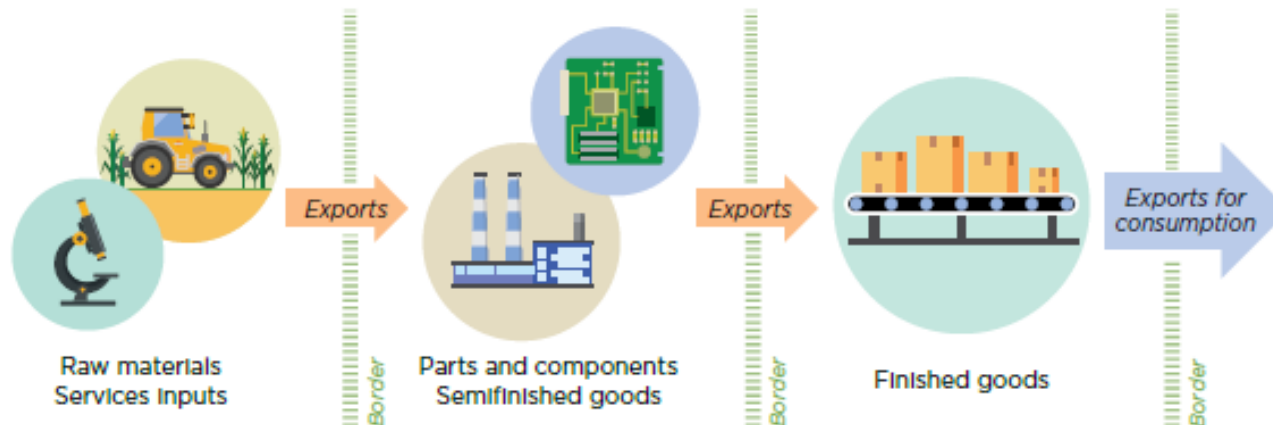 Exports
Exports
Exports for
consumption
Raw materials
Services inputs
Border
Parts and components
Semifinished goods
Border
Finished goods
Border